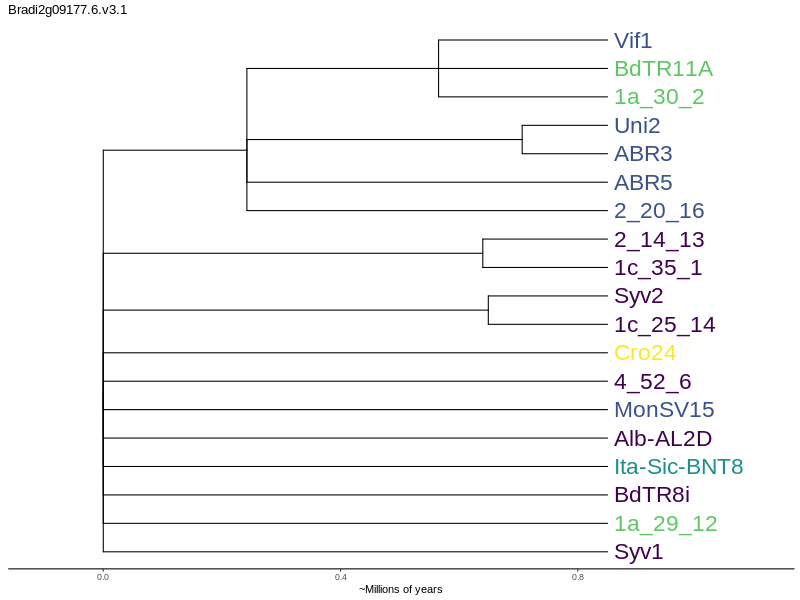 Bradi2g09177.6.v3.1
Vif1
BdTR11A
1a_30_2
Uni2
ABR3
ABR5
2_20_16
2_14_13
1c_35_1
Syv2
1c_25_14
Cro24
4_52_6
MonSV15
Alb-AL2D
Ita-Sic-BNT8
BdTR8i
1a_29_12
Syv1
0.0 0.4 0.8
~Millions of years